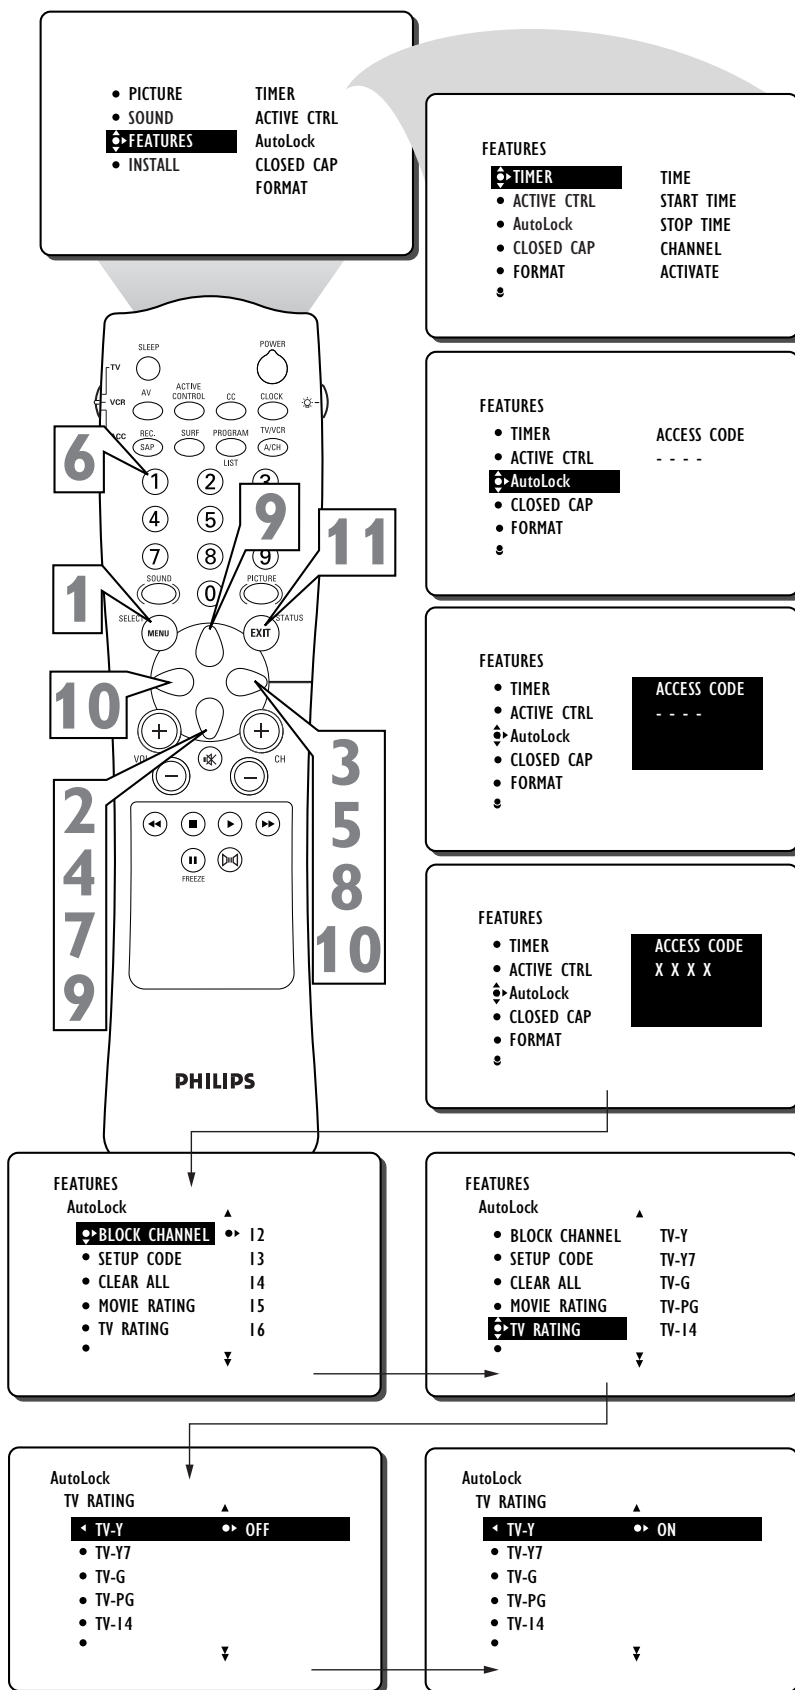 PICTURE TIMER
SOUND ACTIVE CTRL
FEATURES AutoLock
INSTALL CLOSED CAP
FORMAT
FEATURES
TIMER TIME
ACTIVE CTRL START TIME
AutoLock STOP TIME
CLOSED CAP CHANNEL
FORMAT ACTIVATE
FEATURES
TIMER ACCESS CODE
ACTIVE CTRL - - - -
AutoLock
CLOSED CAP
FORMAT
FEATURES
TIMER ACCESS CODE
ACTIVE CTRL - - - -
AutoLock
CLOSED CAP
FORMAT
FEATURES
TIMER ACCESS CODE
ACTIVE CTRL X X X X
AutoLock
CLOSED CAP
FORMAT
SLEEP POWER
TV
VCR
ACC
AV ACTIVE CONTROL CC CLOCK
REC. SURF PROGRAM TV/VCR
SAP A/CH
LIST
1 2 3
4 5
7 8 9
SOUND 0 PICTURE
SELECT STATUS
MENU EXIT
+ +
VOL CH
− −
FREEZE
PHILIPS
6
9
11
1
10
2
4
7
9
3
5
8
10
FEATURES
AutoLock
BLOCK CHANNEL 12
SETUP CODE 13
CLEAR ALL 14
MOVIE RATING 15
TV RATING 16
FEATURES
AutoLock
BLOCK CHANNEL TV-Y
SETUP CODE TV-Y7
CLEAR ALL TV-G
MOVIE RATING TV-PG
TV RATING TV-14
AutoLock
TV RATING
TV-Y OFF
TV-Y7
TV-G
TV-PG
TV-14
AutoLock
TV RATING
TV-Y ON
TV-Y7
TV-G
TV-PG
TV-14